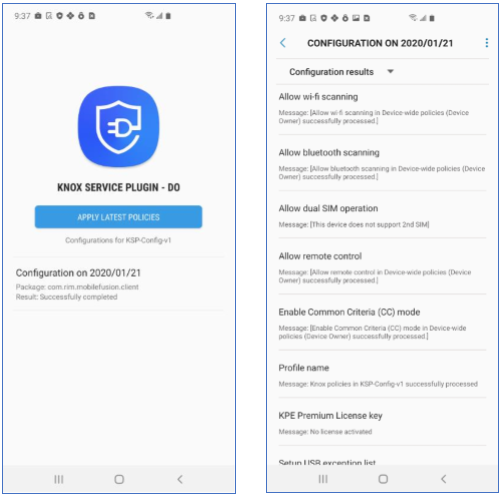 9:37
KNOX SERVICE PLUGIN - DO
APPLY LATEST POLICIES
Configurations for KSP-Config-v1
Configuration on 2020/01/21
Package: com.rim.mobilefusion.client
Result: Successfully completed
9:37
CONFIGURATION ON 2020/01/21
Configuration results
Allow wi-fi scanning
Message: [Allow wi-fi scanning in Device-wide policies (Device
Owner) successfully processed.]
Allow bluetooth scanning
Message: [Allow bluetooth scanning in Device-wide policies (Device
Owner) successfully processed.]
Allow dual SIM operation
Message: [This device does not support 2nd SIM]
Allow remote control
Message: [Allow remote control in Device-wide policies (Device
Owner) successfully processed.]
Enable Common Criteria (CC) mode
Message: [Enable Common Criteria (CC) mode in Device-wide
policies (Device Owner) successfully processed.]
Profile name
Message: Knox policies in KSP-Config-v1 successfully processed
KPE Premium License key
Message: No license activated
Setup USB exception list